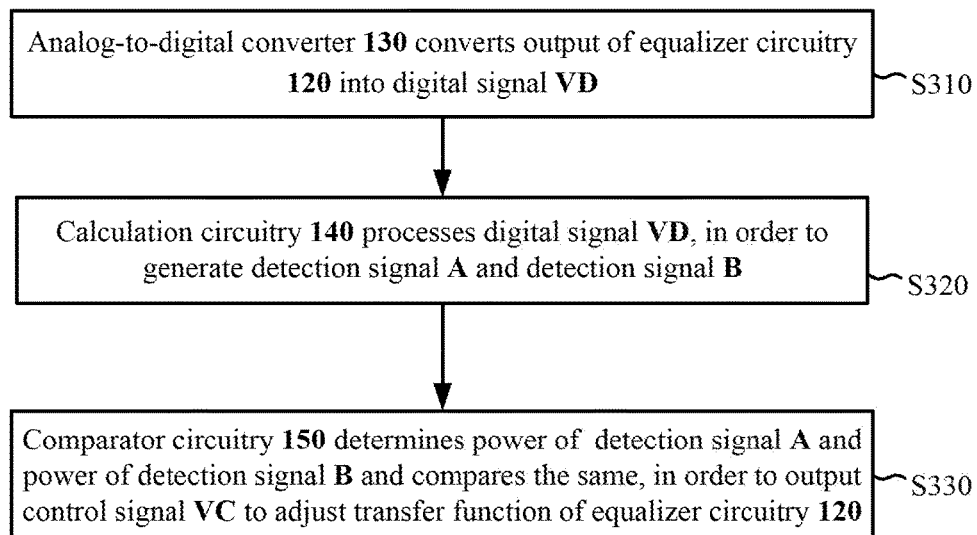 Analog-to-digital converter 130 converts output of equalizer circuitry
120 into digital signal VD
S310
Calculation circuitry 140 processes digital signal VD, in order to
generate detection signal A and detection signal B
S320
Comparator circuitry 150 determines power of detection signal A and
power of detection signal B and compares the same, in order to output
control signal VC to adjust transfer function of equalizer circuitry 120
S330